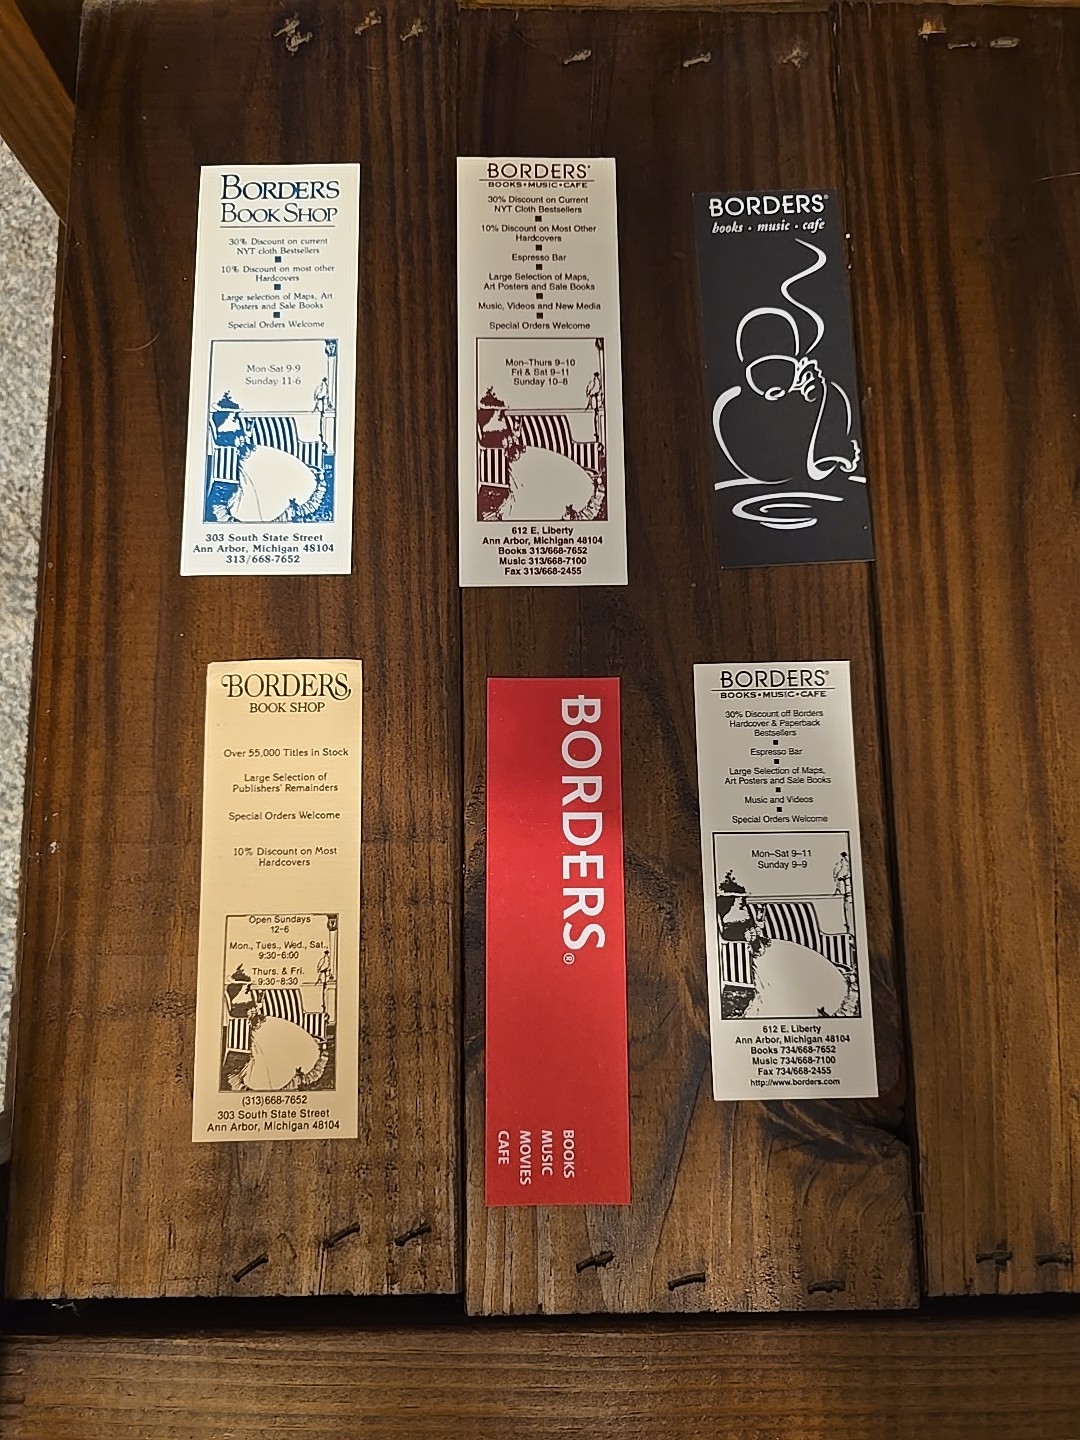 BORDERS
BOOK SHOP
30% Discount on current
NYT cloth Bestsellers
10% Discount on most other
Hardcovers
Large selection of Maps, Art
Posters and Sale Books
Special Orders Welcome
Mon-Sat 9-9
Sunday 11-6
303 South State Street
Ann Arbor, Michigan 48104
313/668-7652
BORDERS®
BOOKS•MUSIC•CAFE
30% Discount on Current
NYT Cloth Bestsellers
10% Discount on Most Other
Hardcovers
Espresso Bar
Large Selection of Maps,
Art Posters and Sale Books
Music, Videos and New Media
Special Orders Welcome
Mon–Thurs 9–10
Fri & Sat 9–11
Sunday 10–8
612 E. Liberty
Ann Arbor, Michigan 48104
Books 313/668-7652
Music 313/668-7100
Fax 313/668-2455
BORDERS®
books · music · cafe
BORDERS
BOOK SHOP
Over 55,000 Titles in Stock
Large Selection of
Publishers' Remainders
Special Orders Welcome
10% Discount on Most
Hardcovers
Open Sundays
12-6
Mon., Tues., Wed., Sat.,
9:30-6:00
Thurs. & Fri.
9:30-8:30
(313)668-7652
303 South State Street
Ann Arbor, Michigan 48104
BORDERS®
BOOKS
MUSIC
MOVIES
CAFE
BORDERS®
BOOKS•MUSIC•CAFE
30% Discount off Borders
Hardcover & Paperback
Bestsellers
Espresso Bar
Large Selection of Maps,
Art Posters and Sale Books
Music and Videos
Special Orders Welcome
Mon–Sat 9–11
Sunday 9–9
612 E. Liberty
Ann Arbor, Michigan 48104
Books 734/668-7652
Music 734/668-7100
Fax 734/668-2455
http://www.borders.com